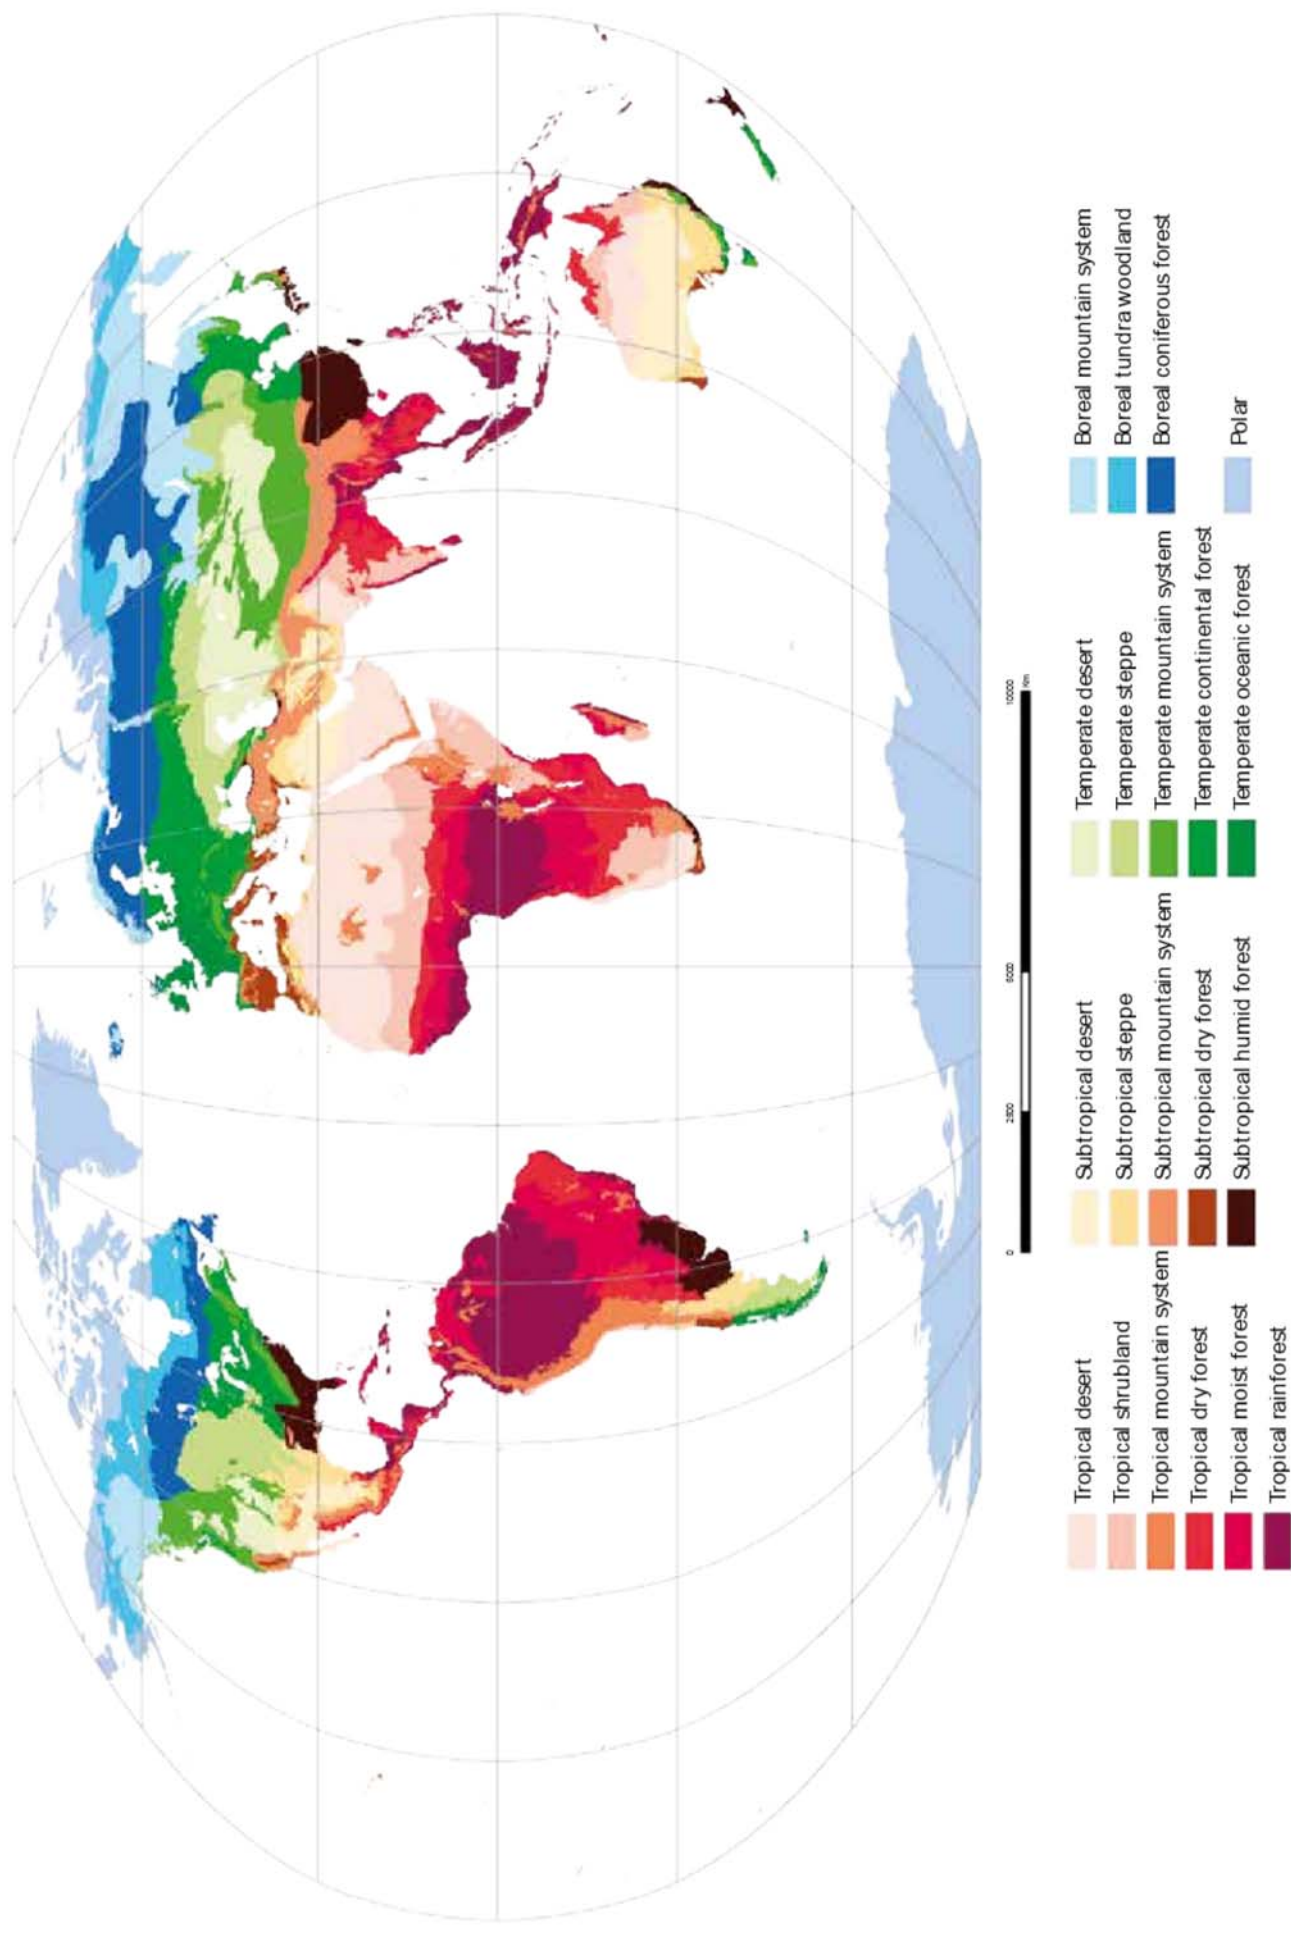 0 2500 5000 10000 Km
Tropical desert
Tropical shrubland
Tropical mountain system
Tropical dry forest
Tropical moist forest
Tropical rainforest
Subtropical desert
Subtropical steppe
Subtropical mountain system
Subtropical dry forest
Subtropical humid forest
Temperate desert
Temperate steppe
Temperate mountain system
Temperate continental forest
Temperate oceanic forest
Boreal mountain system
Boreal tundra woodland
Boreal coniferous forest
Polar